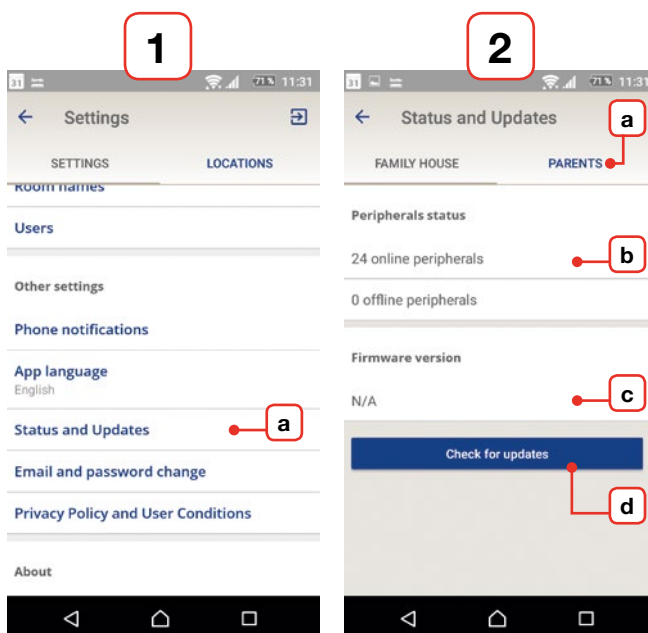 1
31 71% 11:31
Settings
SETTINGS LOCATIONS
Room names
Users
Other settings
Phone notifications
App language
English
Status and Updates a
Email and password change
Privacy Policy and User Conditions
About
2
31 71% 11:31
Status and Updates
a
FAMILY HOUSE PARENTS
Peripherals status
24 online peripherals b
0 offline peripherals
Firmware version
N/A c
Check for updates
d